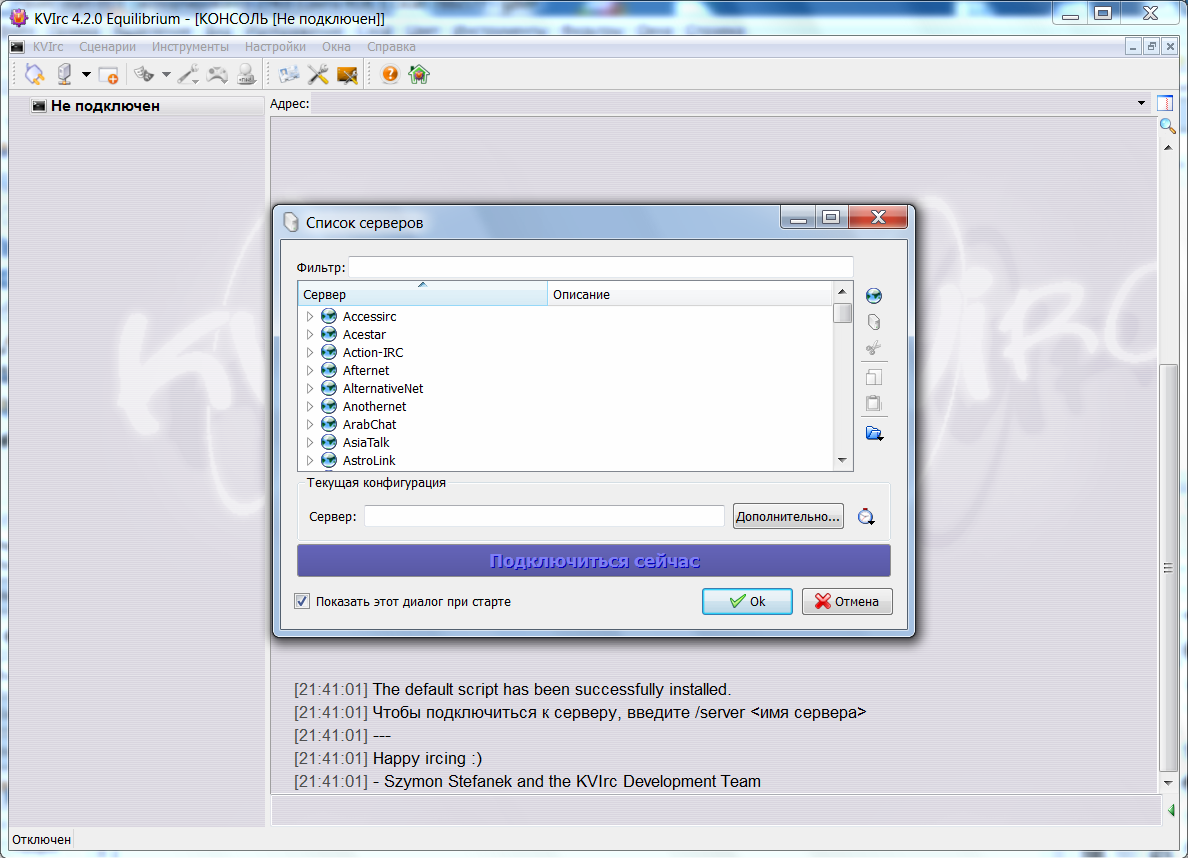 KVIrc 4.2.0 Equilibrium - [КОНСОЛЬ [Не подключен]]
KVIrc Сценарии Инструменты Настройки Окна Справка
Не подключен
Адрес:
Список серверов
Фильтр:
Сервер Описание
Accessirc
Acestar
Action-IRC
Afternet
AlternativeNet
Anothernet
ArabChat
AsiaTalk
AstroLink
Текущая конфигурация
Сервер: Дополнительно...
Подключиться сейчас
Показать этот диалог при старте Ok Отмена
[21:41:01] The default script has been successfully installed.
[21:41:01] Чтобы подключиться к серверу, введите /server <имя сервера>
[21:41:01] ---
[21:41:01] Happy ircing :)
[21:41:01] - Szymon Stefanek and the KVIrc Development Team
Отключен